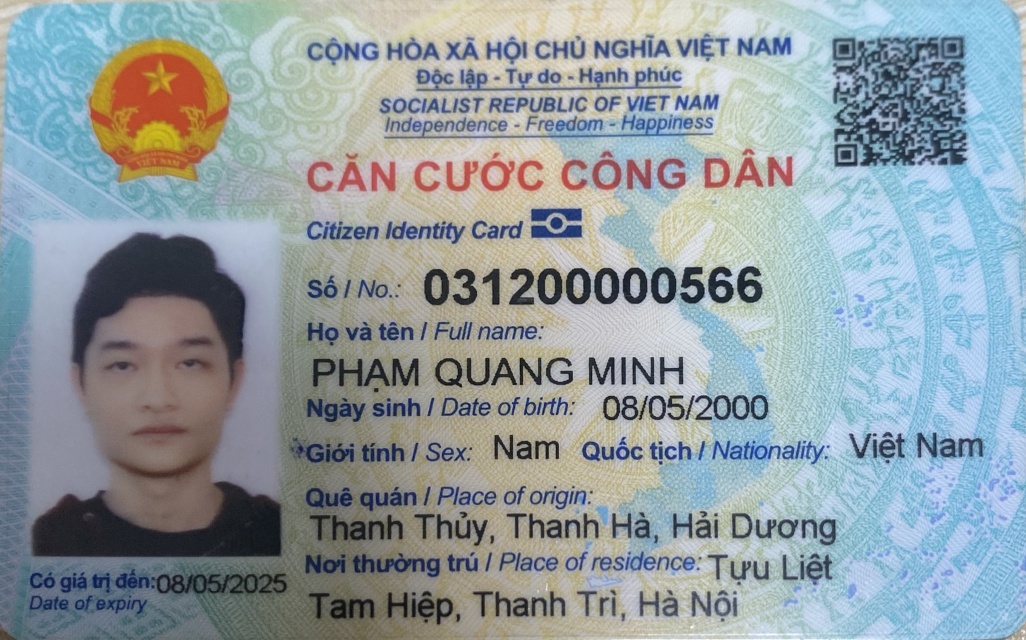 CỘNG HÒA XÃ HỘI CHỦ NGHĨA VIỆT NAM
Độc lập - Tự do - Hạnh phúc
SOCIALIST REPUBLIC OF VIET NAM
Independence - Freedom - Happiness
VIỆT NAM
CĂN CƯỚC CÔNG DÂN
Citizen Identity Card
Số / No.: 031200000566
Họ và tên / Full name:
PHẠM QUANG MINH
Ngày sinh / Date of birth: 08/05/2000
Giới tính / Sex: Nam Quốc tịch / Nationality: Việt Nam
Quê quán / Place of origin:
Thanh Thủy, Thanh Hà, Hải Dương
Nơi thường trú / Place of residence: Tựu Liệt
Tam Hiệp, Thanh Trì, Hà Nội
Có giá trị đến: 08/05/2025
Date of expiry